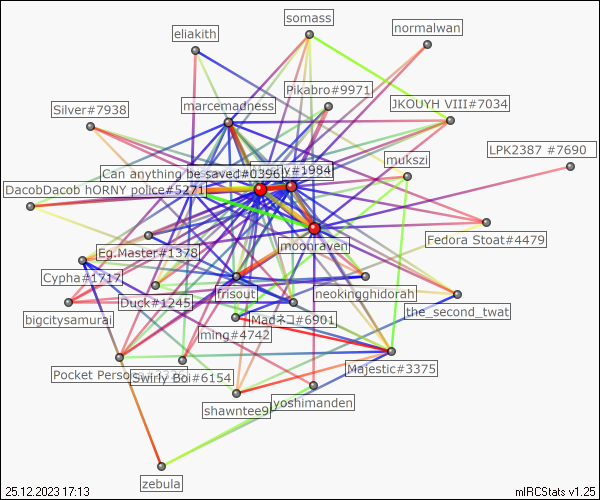 somass
normalwan
eliakith
Pikabro#9971
JKOUYH VIII#7034
marcemadness
Silver#7938
LPK2387 #7690
mukszi
Can anything be saved#0396
y#1984
DacobDacob hORNY police#5271
Fedora Stoat#4479
moonraven
Eg.Master#1378
Cypha#1717
frisout
neokingghidorah
Duck#1245
the_second_twat
bigcitysamurai
Madネコ#6901
ming#4742
Majestic#3375
Pocket Perso
Swirly Boi#6154
shawntee9
yoshimanden
zebula
25.12.2023 17:13
mIRCStats v1.25